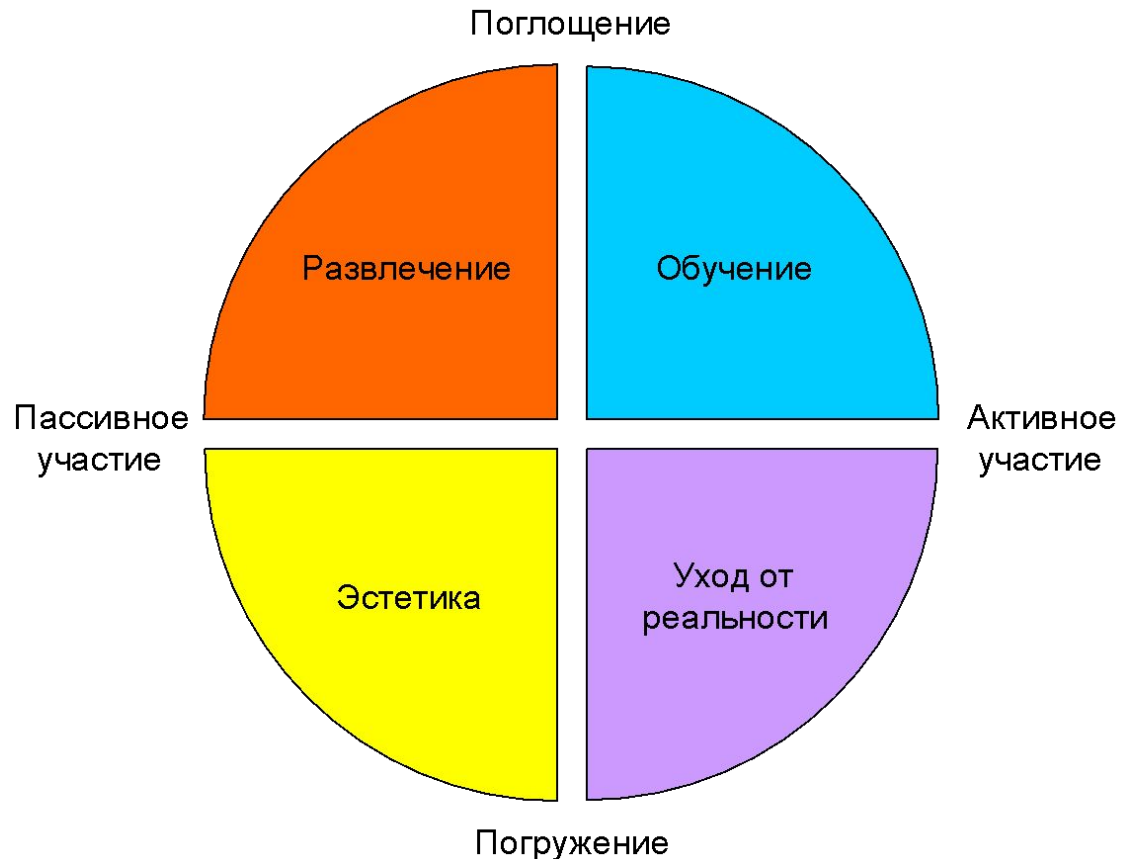 Поглощение
Развлечение
Обучение
Пассивное
участие
Активное
участие
Эстетика
Уход от
реальности
Погружение